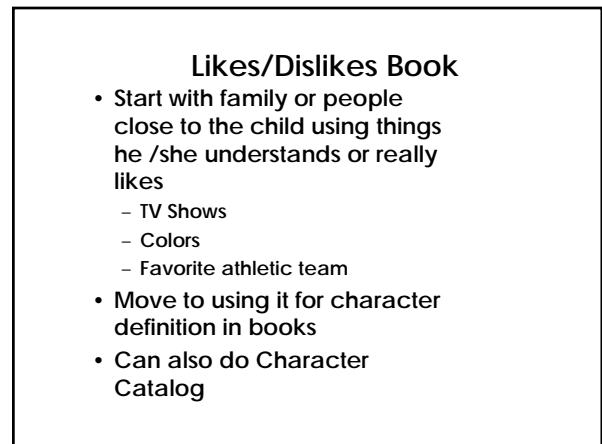 Likes/Dislikes Book
• Start with family or people
close to the child using things
he /she understands or really
likes
– TV Shows
– Colors
– Favorite athletic team
• Move to using it for character
definition in books
• Can also do Character
Catalog